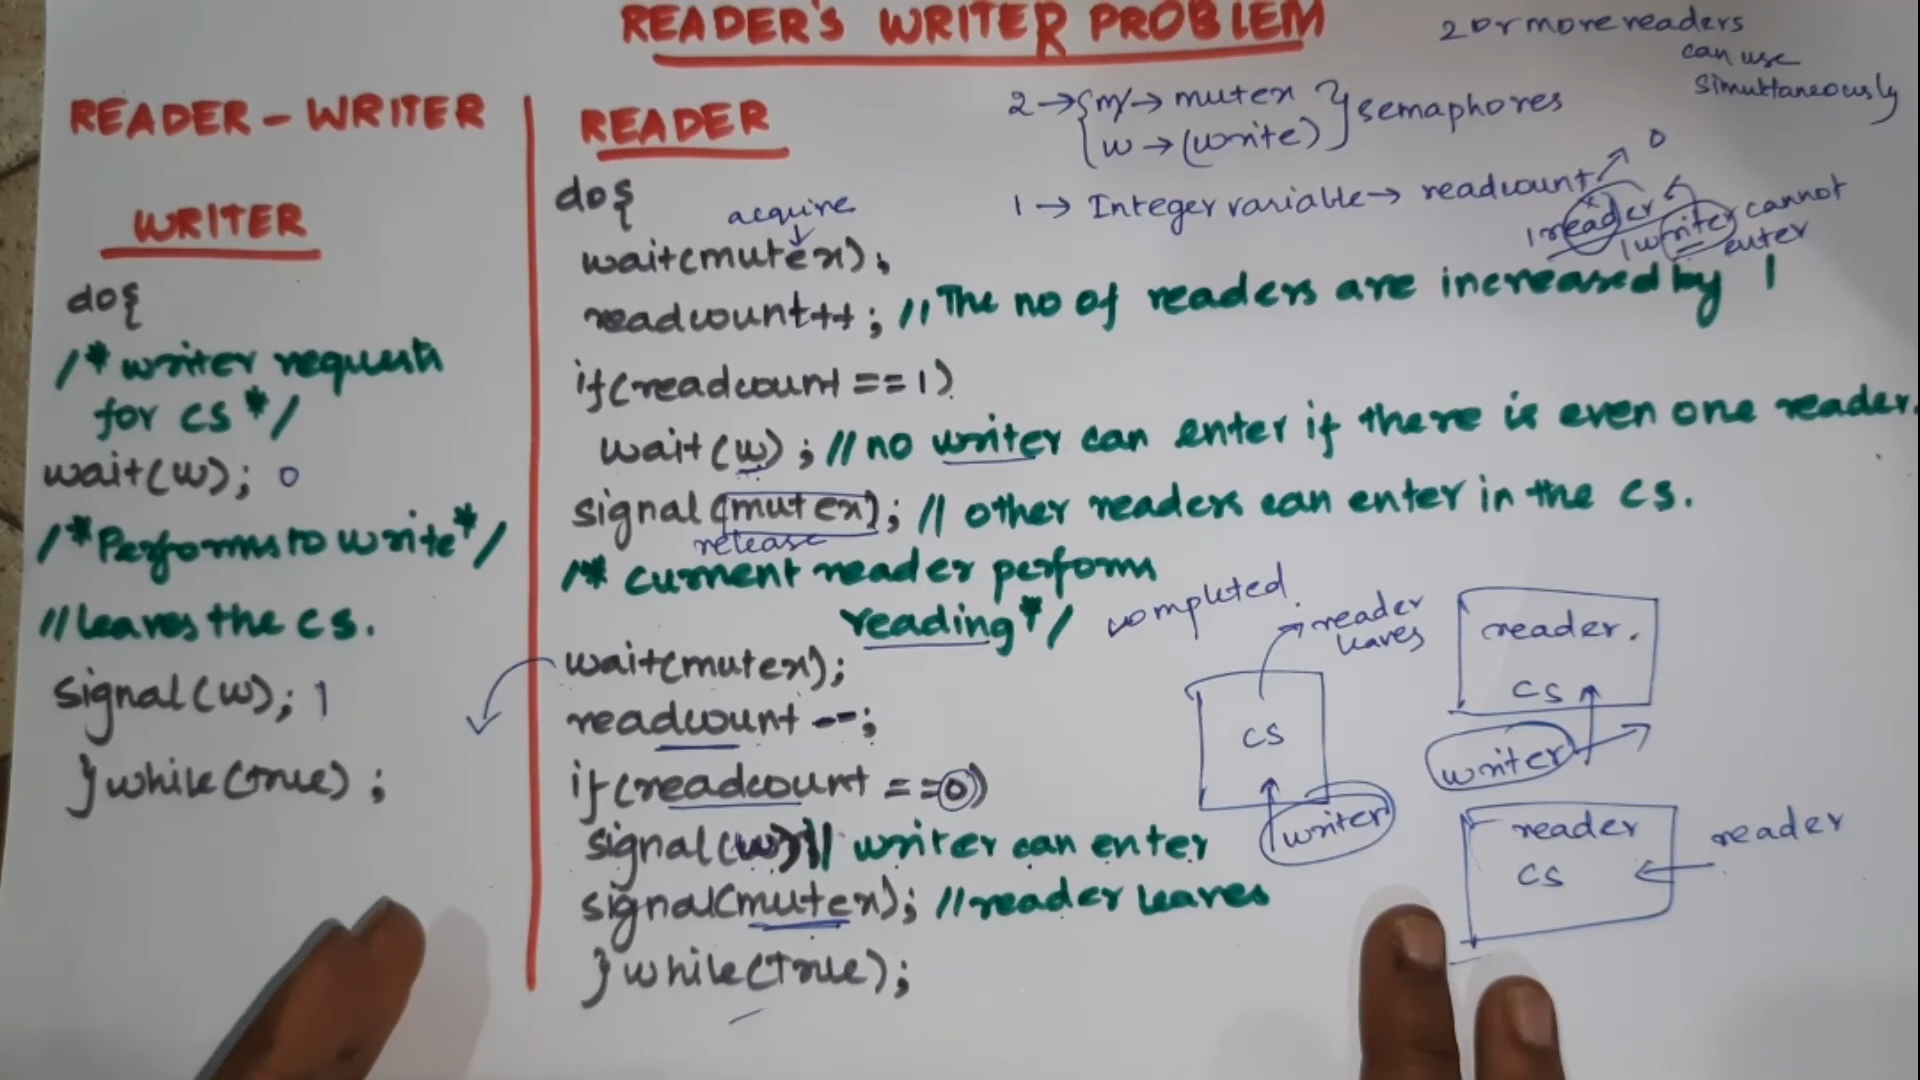 READER'S WRITER PROBLEM
2 or more readers
can use
simultaneously
READER - WRITER
WRITER
do{
/* writer requests
for cs */
wait(w); 0
/* Performs to write */
// leaves the cs.
signal(w); 1
} while(true);
READER
2 → { m → mutex } semaphores
w → (write)
1 → Integer variable → readcount 0
1 reader
1 writer cannot
enter
do{
acquire
wait(mutex);
readcount++; // The no of readers are increased by 1
if(readcount == 1)
wait(w); // no writer can enter if there is even one reader.
signal(mutex); // other readers can enter in the cs.
release
/* current reader performs
reading */ completed.
wait(mutex);
readcount --;
if(readcount == 0)
signal(w) // writer can enter
signal(mutex); // reader leaves
} while(true);
reader
leaves
cs
writer
reader.
cs
writer
reader
cs
reader